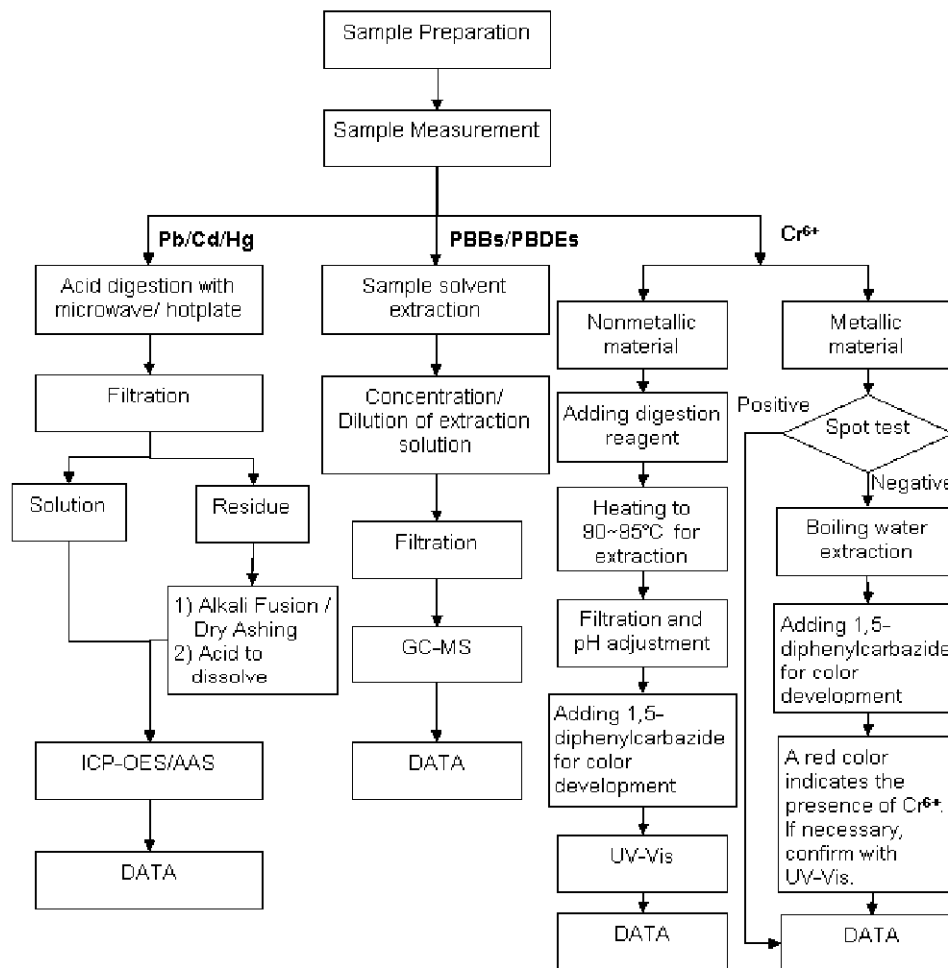 Sample Preparation
Sample Measurement
Pb/Cd/Hg
PBBs/PBDEs
Cr⁶⁺
Acid digestion with
microwave/ hotplate
Filtration
Solution
Residue
1) Alkali Fusion /
Dry Ashing
2) Acid to
dissolve
ICP-OES/AAS
DATA
Sample solvent
extraction
Concentration/
Dilution of extraction
solution
Filtration
GC-MS
DATA
Nonmetallic
material
Adding digestion
reagent
Heating to
90~95°C for
extraction
Filtration and
pH adjustment
Adding 1,5-
diphenylcarbazide
for color
development
UV-Vis
DATA
Metallic
material
Positive
Spot test
Negative
Boiling water
extraction
Adding 1,5-
diphenylcarbazide
for color
development
A red color
indicates the
presence of Cr⁶⁺.
If necessary,
confirm with
UV-Vis.
DATA